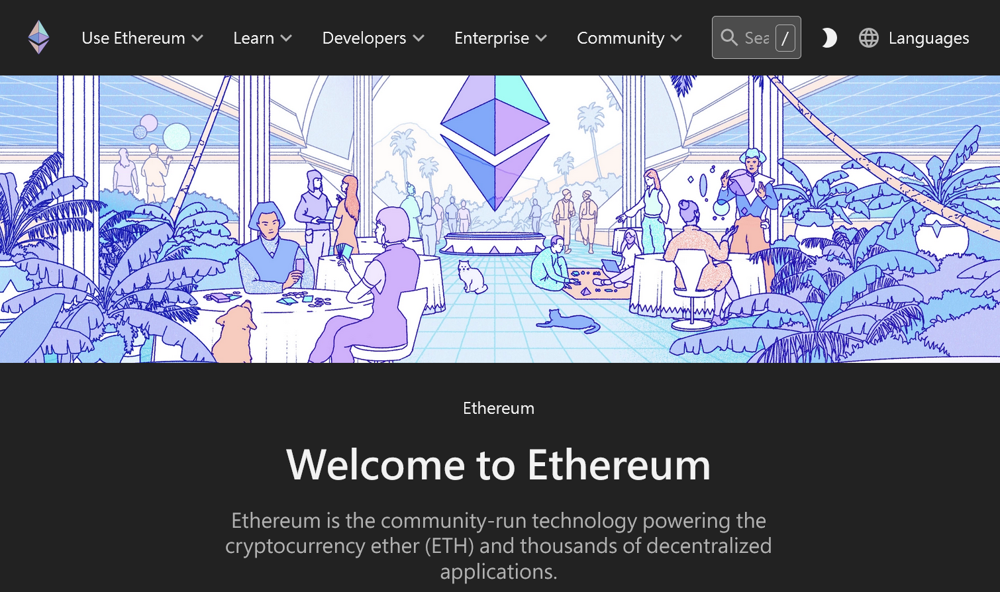 Use Ethereum
Learn
Developers
Enterprise
Community
Sea
/
Languages
Ethereum
Welcome to Ethereum
Ethereum is the community-run technology powering the
cryptocurrency ether (ETH) and thousands of decentralized
applications.